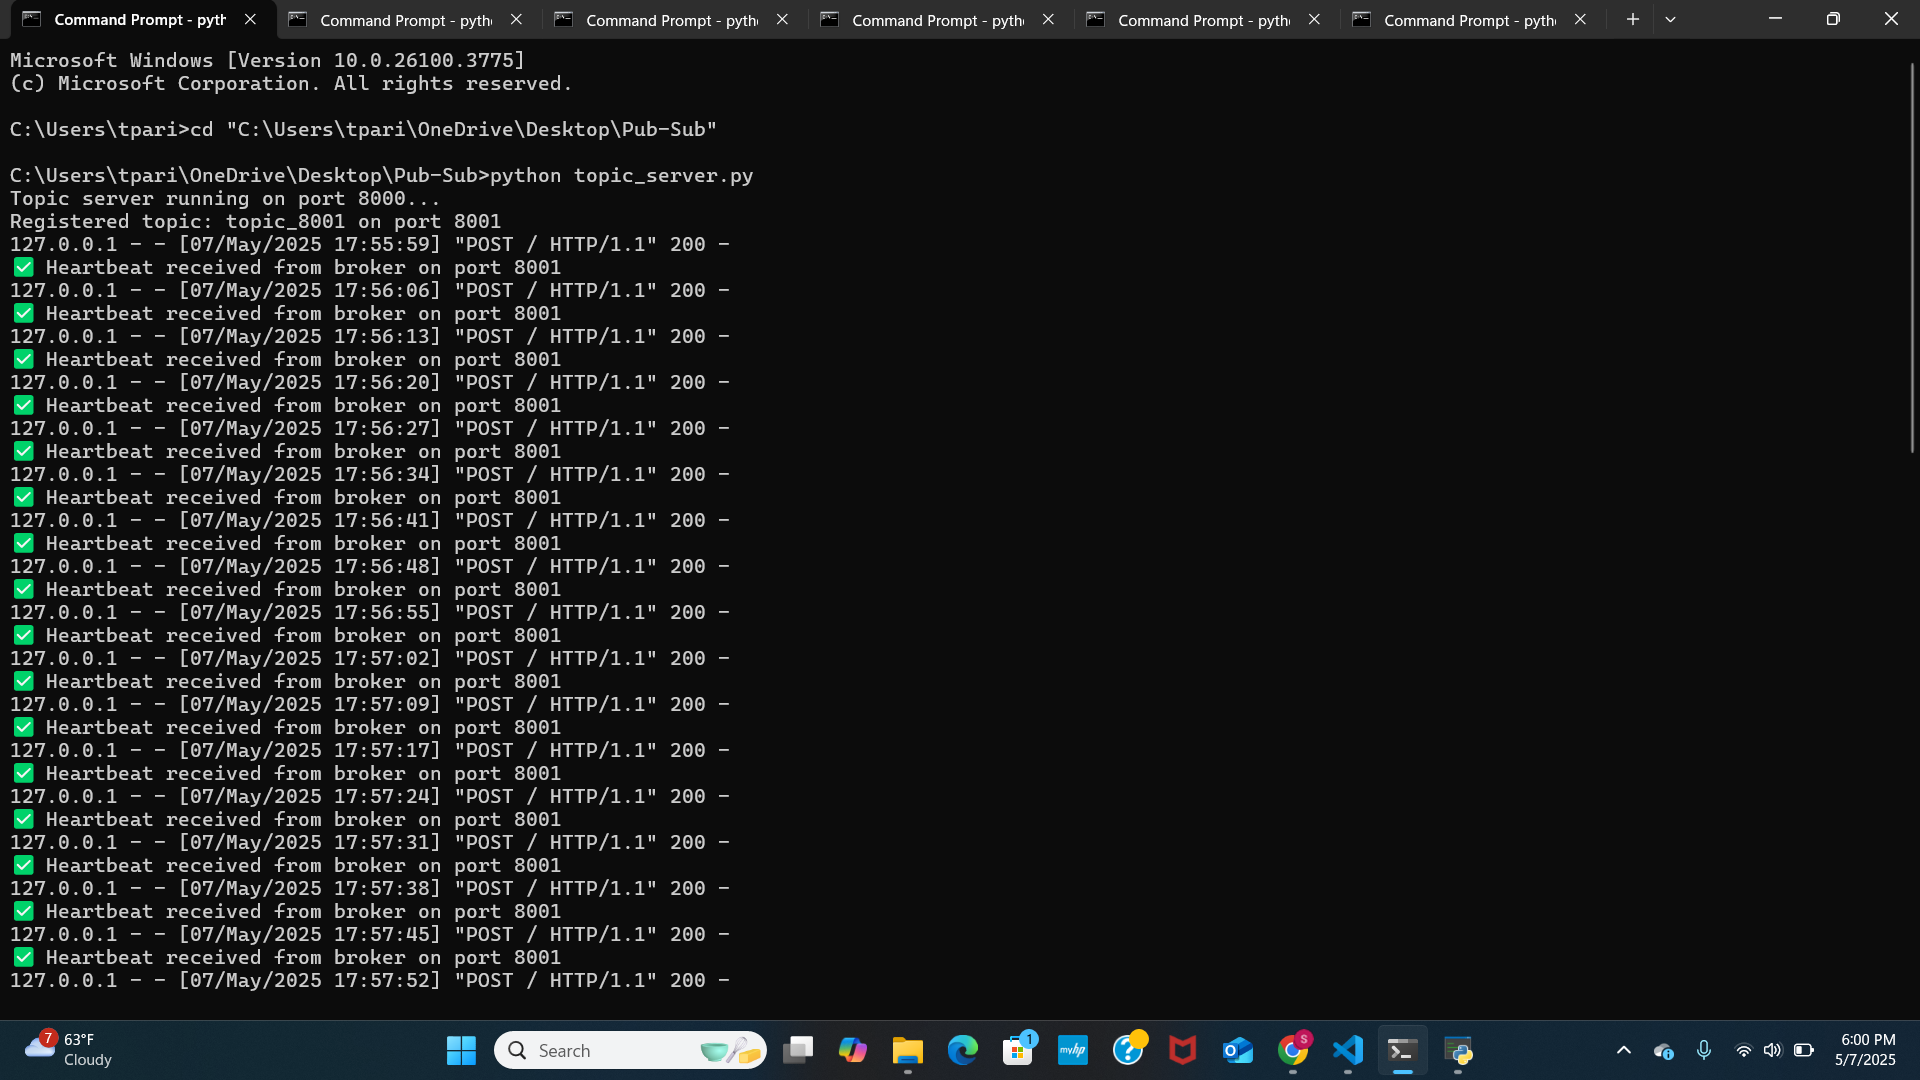 Command Prompt - pyth
Command Prompt - pyth
Command Prompt - pyth
Command Prompt - pyth
Command Prompt - pyth
Command Prompt - pyth
Microsoft Windows [Version 10.0.26100.3775]
(c) Microsoft Corporation. All rights reserved.
C:\Users\tpari>cd "C:\Users\tpari\OneDrive\Desktop\Pub-Sub"
C:\Users\tpari\OneDrive\Desktop\Pub-Sub>python topic_server.py
Topic server running on port 8000...
Registered topic: topic_8001 on port 8001
127.0.0.1 - - [07/May/2025 17:55:59] "POST / HTTP/1.1" 200 -
✅ Heartbeat received from broker on port 8001
127.0.0.1 - - [07/May/2025 17:56:06] "POST / HTTP/1.1" 200 -
✅ Heartbeat received from broker on port 8001
127.0.0.1 - - [07/May/2025 17:56:13] "POST / HTTP/1.1" 200 -
✅ Heartbeat received from broker on port 8001
127.0.0.1 - - [07/May/2025 17:56:20] "POST / HTTP/1.1" 200 -
✅ Heartbeat received from broker on port 8001
127.0.0.1 - - [07/May/2025 17:56:27] "POST / HTTP/1.1" 200 -
✅ Heartbeat received from broker on port 8001
127.0.0.1 - - [07/May/2025 17:56:34] "POST / HTTP/1.1" 200 -
✅ Heartbeat received from broker on port 8001
127.0.0.1 - - [07/May/2025 17:56:41] "POST / HTTP/1.1" 200 -
✅ Heartbeat received from broker on port 8001
127.0.0.1 - - [07/May/2025 17:56:48] "POST / HTTP/1.1" 200 -
✅ Heartbeat received from broker on port 8001
127.0.0.1 - - [07/May/2025 17:56:55] "POST / HTTP/1.1" 200 -
✅ Heartbeat received from broker on port 8001
127.0.0.1 - - [07/May/2025 17:57:02] "POST / HTTP/1.1" 200 -
✅ Heartbeat received from broker on port 8001
127.0.0.1 - - [07/May/2025 17:57:09] "POST / HTTP/1.1" 200 -
✅ Heartbeat received from broker on port 8001
127.0.0.1 - - [07/May/2025 17:57:17] "POST / HTTP/1.1" 200 -
✅ Heartbeat received from broker on port 8001
127.0.0.1 - - [07/May/2025 17:57:24] "POST / HTTP/1.1" 200 -
✅ Heartbeat received from broker on port 8001
127.0.0.1 - - [07/May/2025 17:57:31] "POST / HTTP/1.1" 200 -
✅ Heartbeat received from broker on port 8001
127.0.0.1 - - [07/May/2025 17:57:38] "POST / HTTP/1.1" 200 -
✅ Heartbeat received from broker on port 8001
127.0.0.1 - - [07/May/2025 17:57:45] "POST / HTTP/1.1" 200 -
✅ Heartbeat received from broker on port 8001
127.0.0.1 - - [07/May/2025 17:57:52] "POST / HTTP/1.1" 200 -
7
63°F
Cloudy
Search
1
myhp
S
6:00 PM
5/7/2025